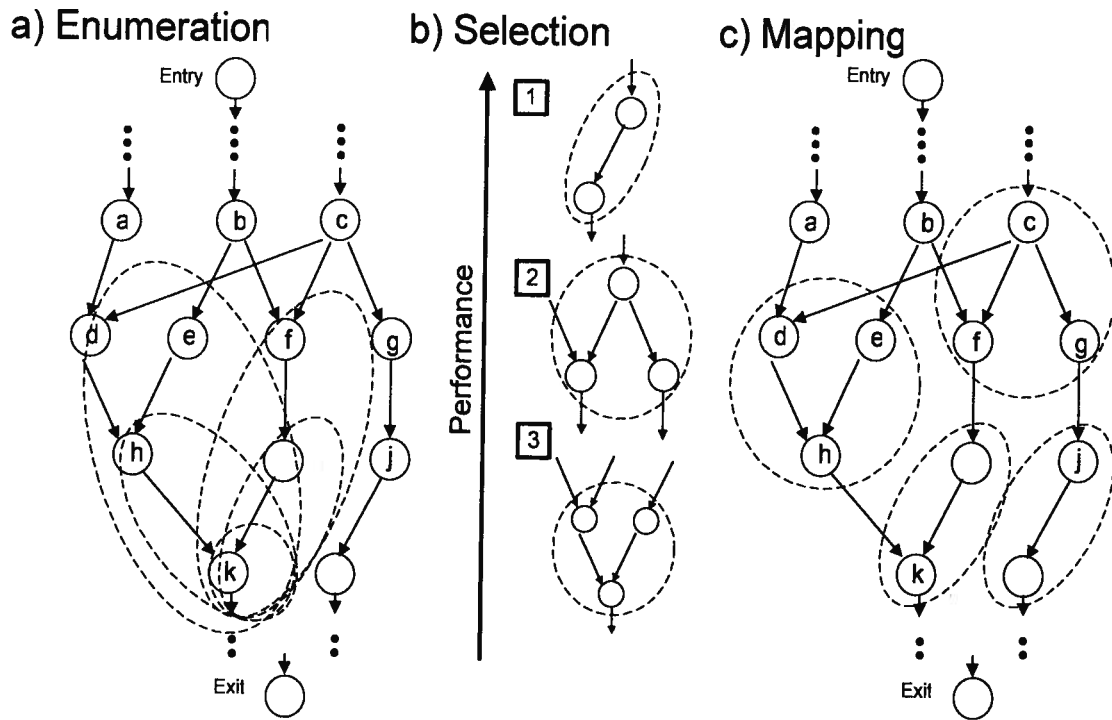 a) Enumeration
Entry
a b c
d e f g
h j
k
Exit
b) Selection
Performance
1
2
3
c) Mapping
Entry
a b c
d e f g
h j
k
Exit